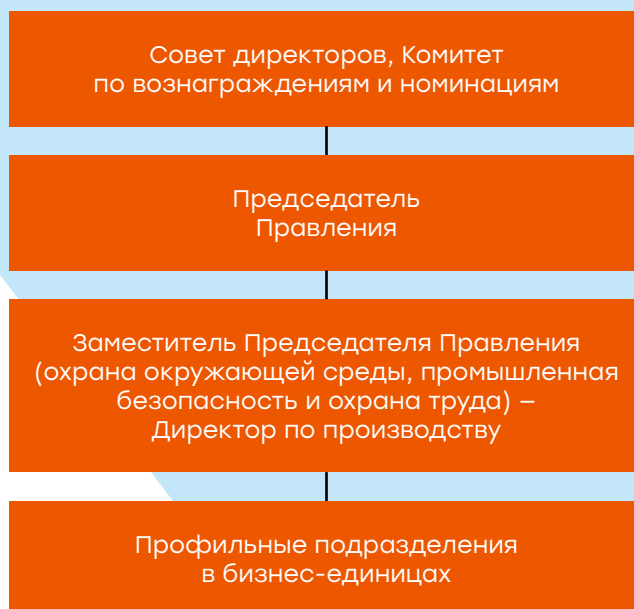 Совет директоров, Комитет
по вознаграждениям и номинациям
Председатель
Правления
Заместитель Председателя Правления
(охрана окружающей среды, промышленная
безопасность и охрана труда) –
Директор по производству
Профильные подразделения
в бизнес-единицах